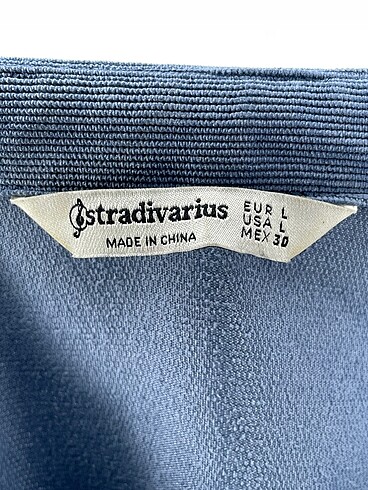 stradivarius
MADE IN CHINA
EUR L
USA L
MEX 30